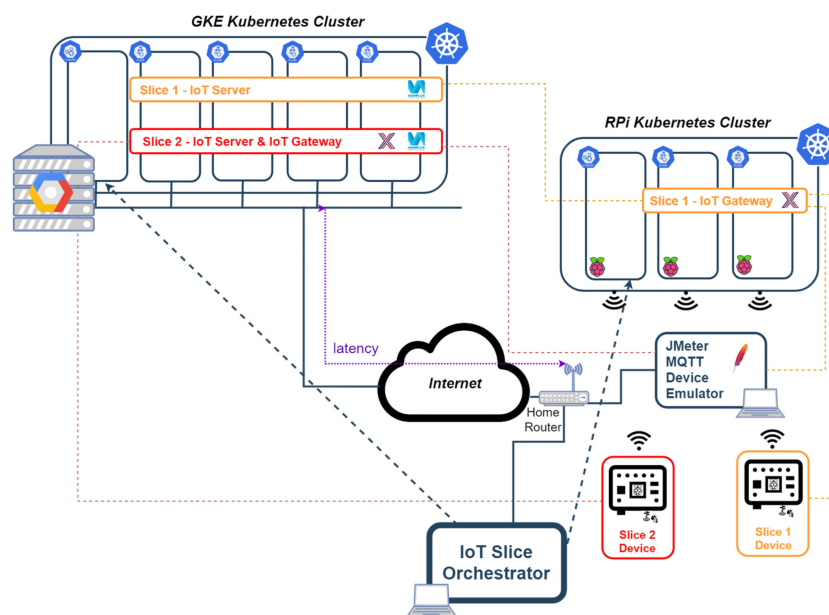 GKE Kubernetes Cluster
Slice 1 - IoT Server
Slice 2 - IoT Server & IoT Gateway
RPi Kubernetes Cluster
Slice 1 - IoT Gateway
latency
Internet
Home
Router
JMeter
MQTT
Device
Emulator
Slice 2
Device
Slice 1
Device
IoT Slice
Orchestrator